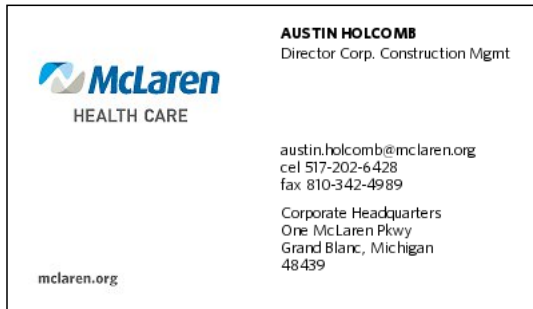 McLaren
HEALTH CARE
mclaren.org
AUSTIN HOLCOMB
Director Corp. Construction Mgmt
austin.holcomb@mclaren.org
cel 517-202-6428
fax 810-342-4989
Corporate Headquarters
One McLaren Pkwy
Grand Blanc, Michigan
48439